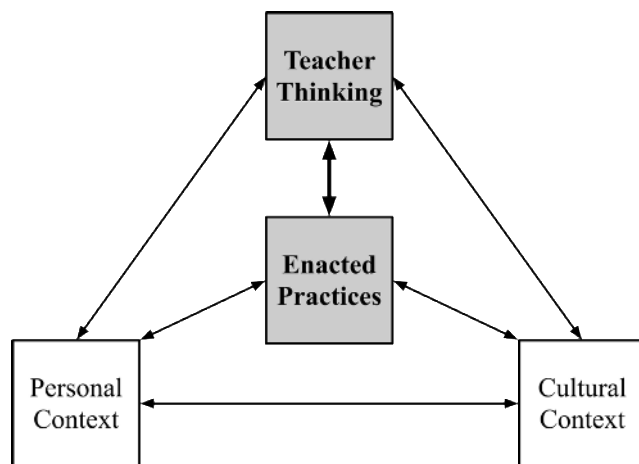 Teacher
Thinking
Enacted
Practices
Personal
Context
Cultural
Context